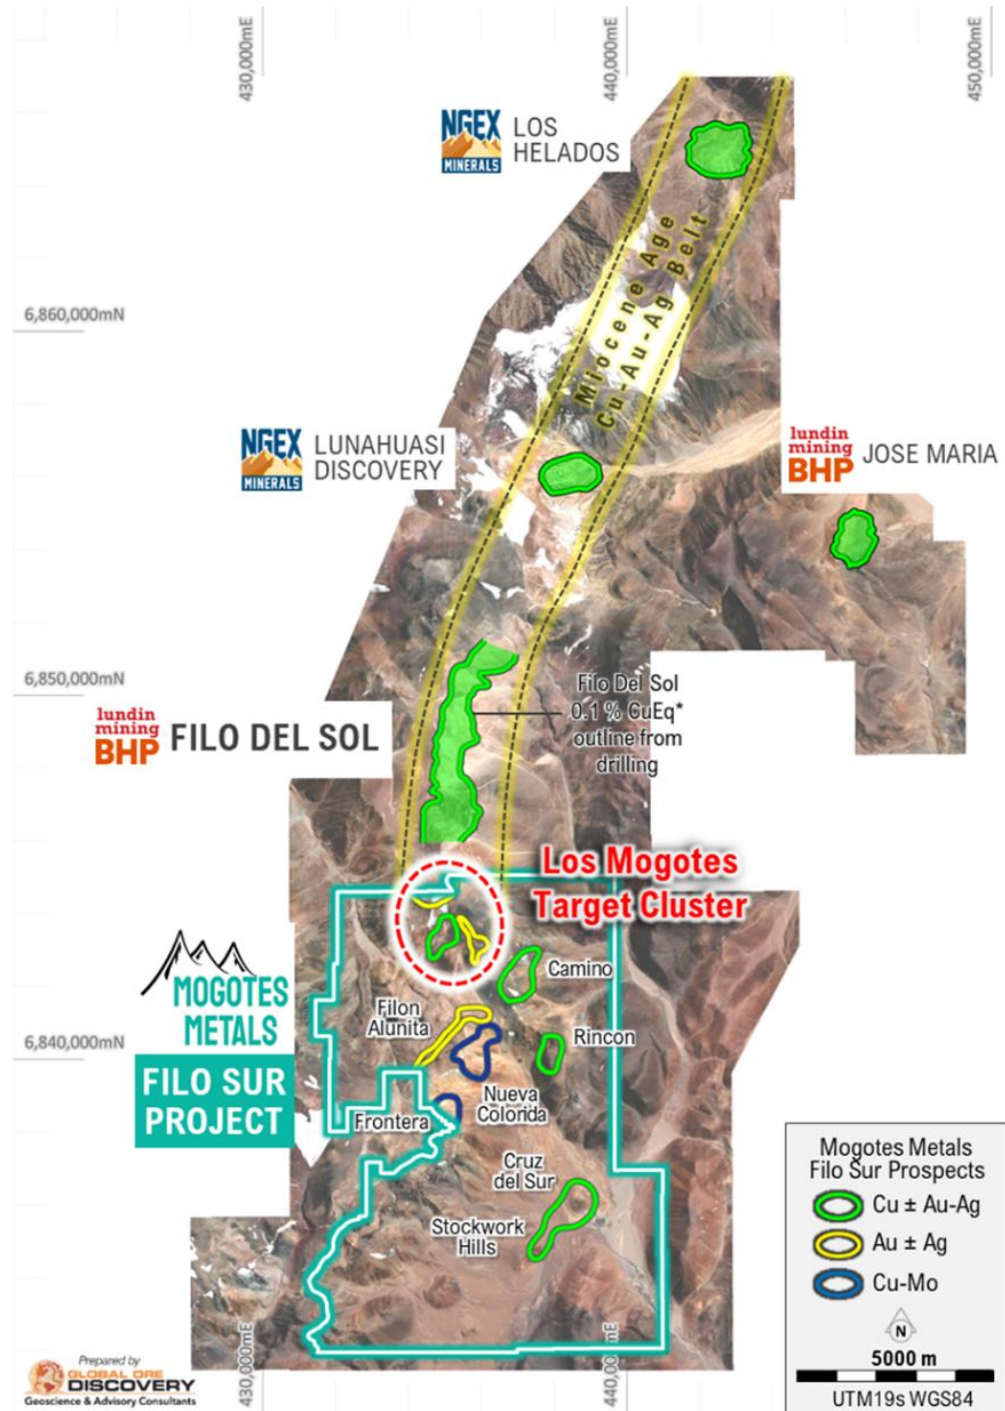 430,000mE
440,000mE
450,000mE
NGEX
MINERALS
LOS
HELADOS
Miocene Age
Cu-Au-Ag Belt
6,860,000mN
NGEX
MINERALS
LUNAHUASI
DISCOVERY
lundin
mining
BHP
JOSE MARIA
6,850,000mN
lundin
mining
BHP
FILO DEL SOL
Filo Del Sol
0.1 % CuEq*
outline from
drilling
Los Mogotes
Target Cluster
MOGOTES
METALS
FILO SUR
PROJECT
Camino
Filon
Alunita
Rincon
6,840,000mN
Nueva
Colorida
Frontera
Cruz
del Sur
Stockwork
Hills
Mogotes Metals
Filo Sur Prospects
Cu ± Au-Ag
Au ± Ag
Cu-Mo
N
5000 m
UTM19s WGS84
430,000mE
440,000mE
Prepared by
GLOBAL ORE
DISCOVERY
Geoscience & Advisory Consultants